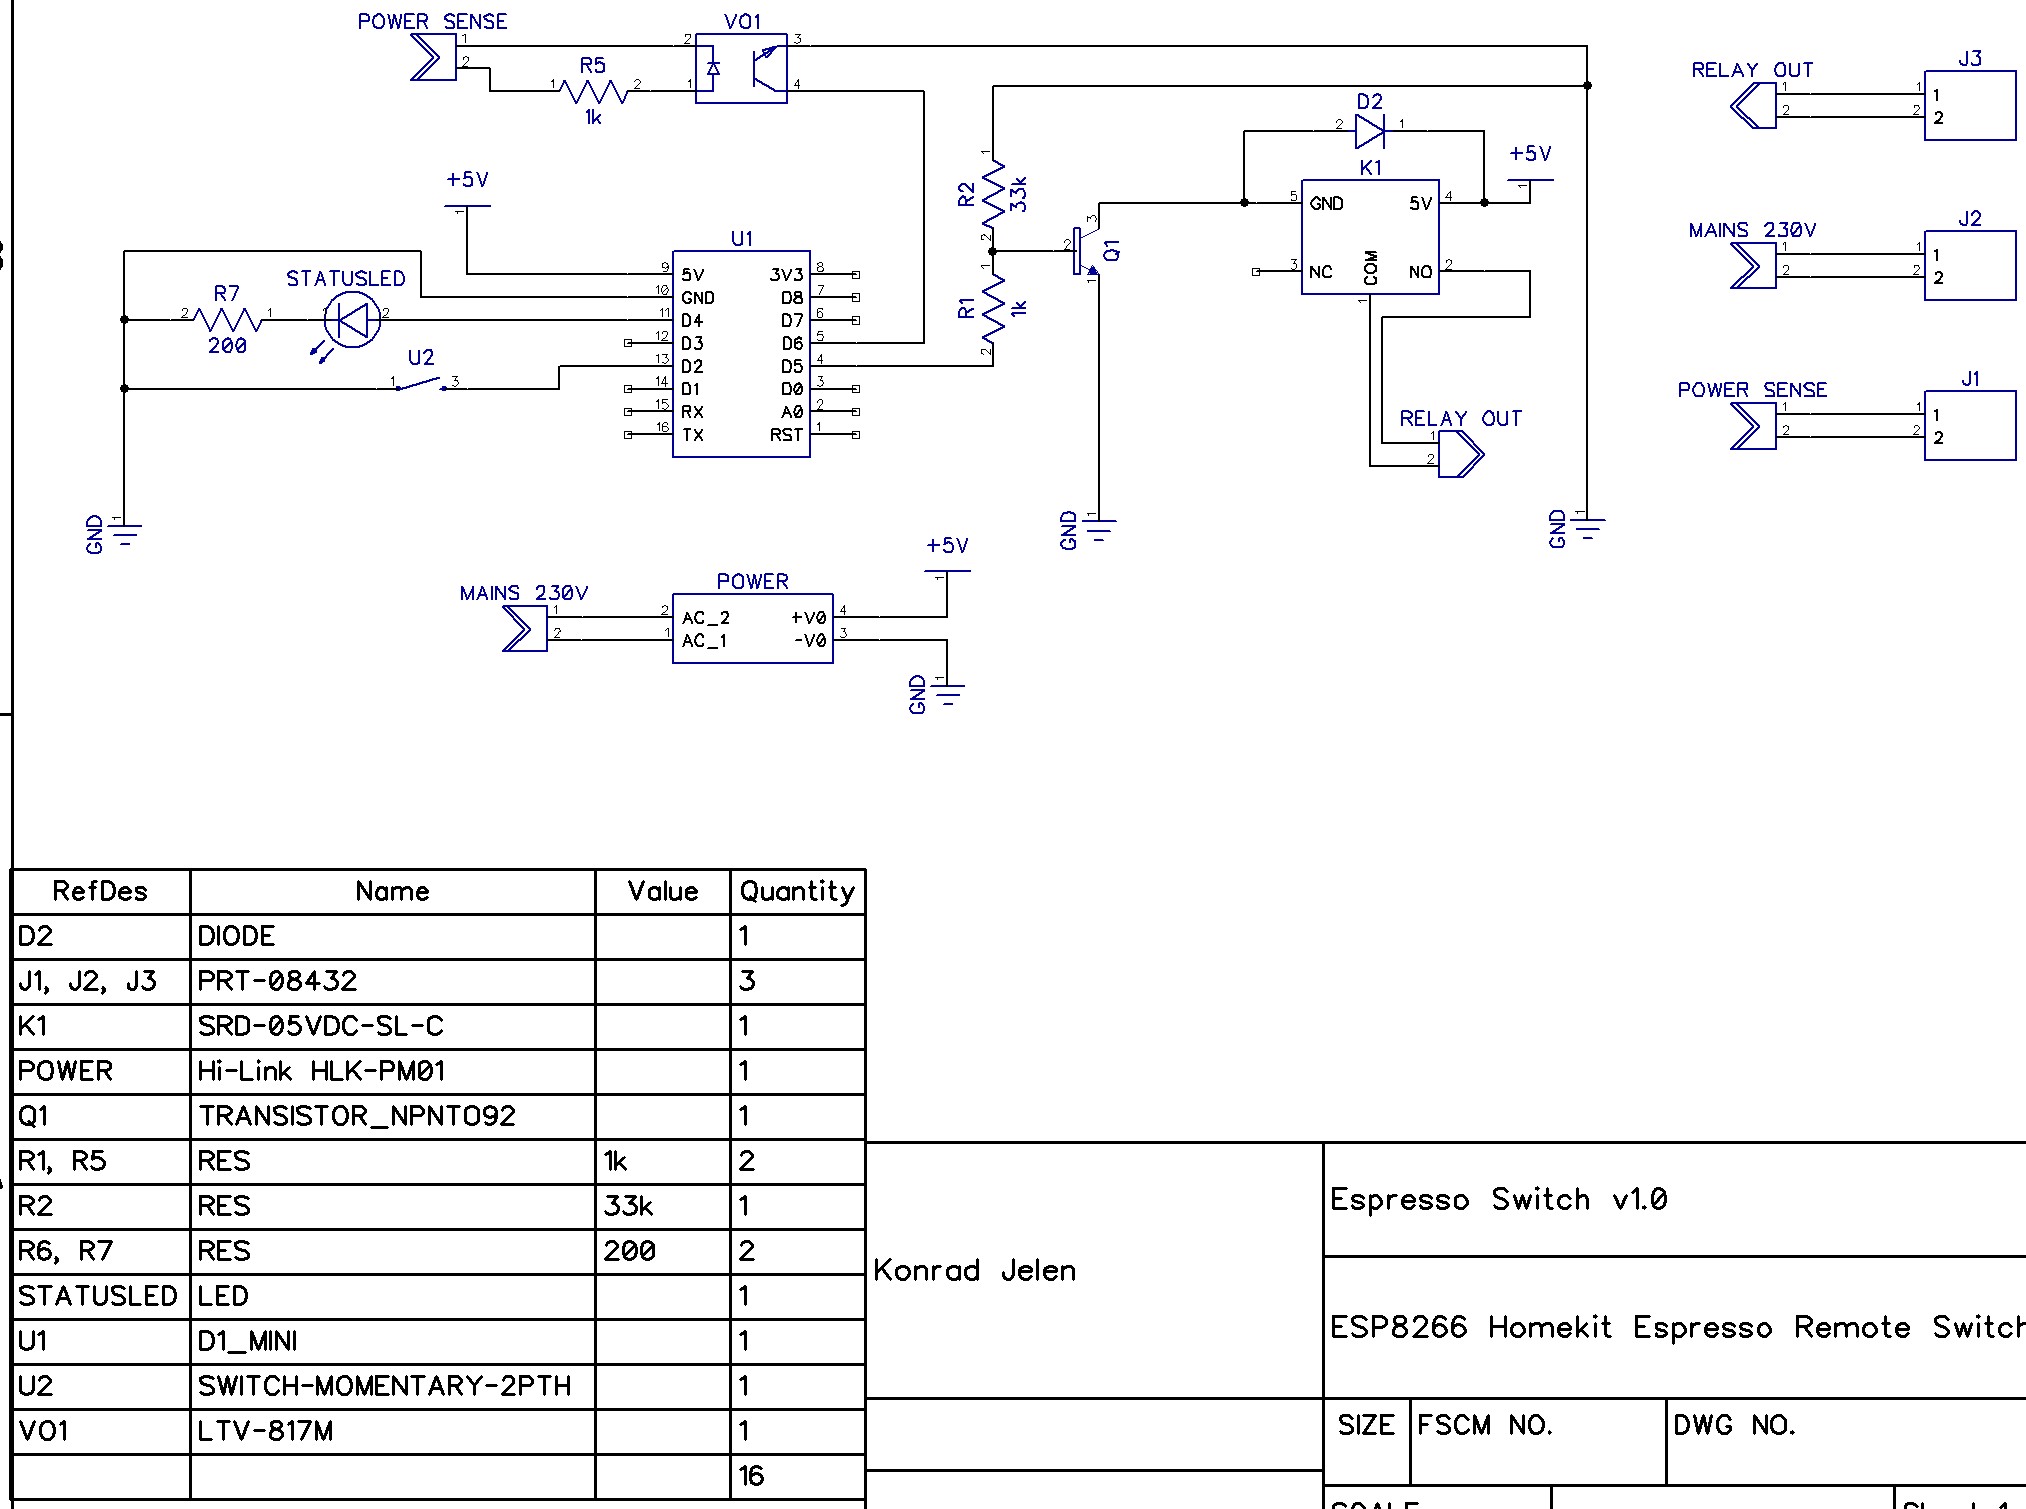 POWER SENSE
1
2
R5
1 2
1k
VO1
2 3
1 4
+5V
1
U1
9 5V 3V3 8
10 GND D8 7
11 D4 D7 6
12 D3 D6 5
13 D2 D5 4
14 D1 D0 3
15 RX A0 2
16 TX RST 1
R7
2 1
200
STATUSLED
1 2
U2
1 3
GND
1
R2
33k
1
2
R1
1k
1
2
Q1
2
3
1
GND
1
D2
2 1
K1
5 GND 5V 4
3 NC COM NO 2
1
+5V
1
RELAY OUT
1
2
GND
1
RELAY OUT
1 1
2 2
J3
1
2
MAINS 230V
1 1
2 2
J2
1
2
POWER SENSE
1 1
2 2
J1
1
2
MAINS 230V
1
2
POWER
2 AC_2 +V0 4
1 AC_1 -V0 3
+5V
1
GND
1
RefDes Name Value Quantity
D2 DIODE 1
J1, J2, J3 PRT-08432 3
K1 SRD-05VDC-SL-C 1
POWER Hi-Link HLK-PM01 1
Q1 TRANSISTOR_NPNTO92 1
R1, R5 RES 1k 2
R2 RES 33k 1
R6, R7 RES 200 2
STATUSLED LED 1
U1 D1_MINI 1
U2 SWITCH-MOMENTARY-2PTH 1
VO1 LTV-817M 1
16
Konrad Jelen
Espresso Switch v1.0
ESP8266 Homekit Espresso Remote Switch
SIZE FSCM NO. DWG NO.